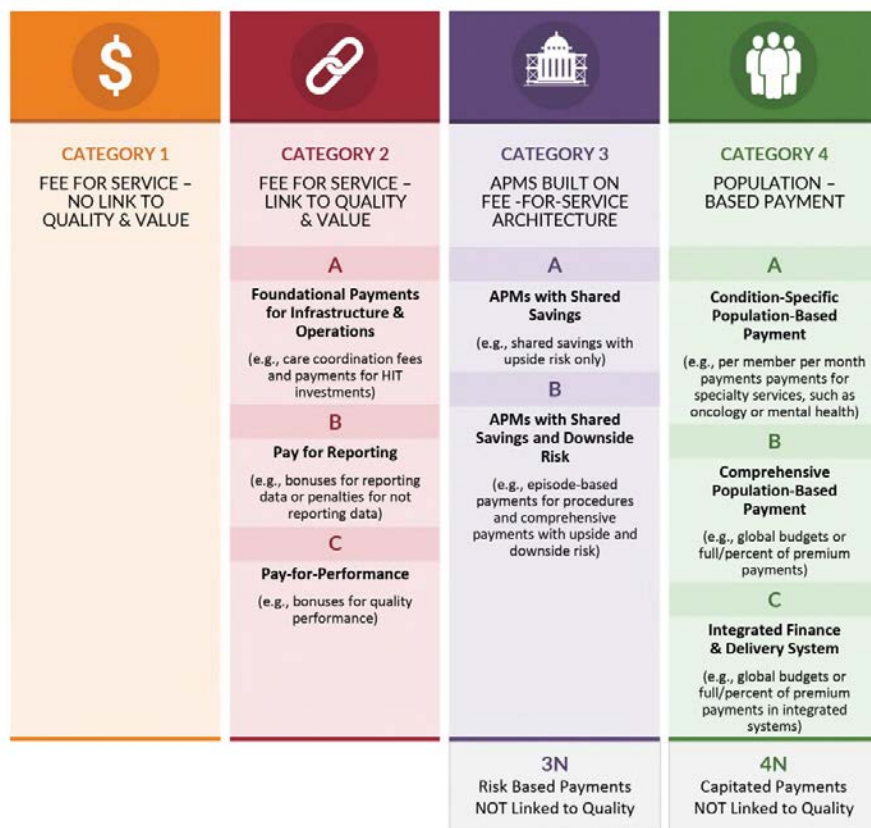 $
CATEGORY 1
FEE FOR SERVICE –
NO LINK TO
QUALITY & VALUE
CATEGORY 2
FEE FOR SERVICE –
LINK TO QUALITY
& VALUE
A
Foundational Payments
for Infrastructure &
Operations
(e.g., care coordination fees
and payments for HIT
investments)
B
Pay for Reporting
(e.g., bonuses for reporting
data or penalties for not
reporting data)
C
Pay-for-Performance
(e.g., bonuses for quality
performance)
CATEGORY 3
APMS BUILT ON
FEE -FOR-SERVICE
ARCHITECTURE
A
APMs with Shared
Savings
(e.g., shared savings with
upside risk only)
B
APMs with Shared
Savings and Downside
Risk
(e.g., episode-based
payments for procedures
and comprehensive
payments with upside and
downside risk)
3N
Risk Based Payments
NOT Linked to Quality
CATEGORY 4
POPULATION –
BASED PAYMENT
A
Condition-Specific
Population-Based
Payment
(e.g., per member per month
payments payments for
specialty services, such as
oncology or mental health)
B
Comprehensive
Population-Based
Payment
(e.g., global budgets or
full/percent of premium
payments)
C
Integrated Finance
& Delivery System
(e.g., global budgets or
full/percent of premium
payments in integrated
systems)
4N
Capitated Payments
NOT Linked to Quality